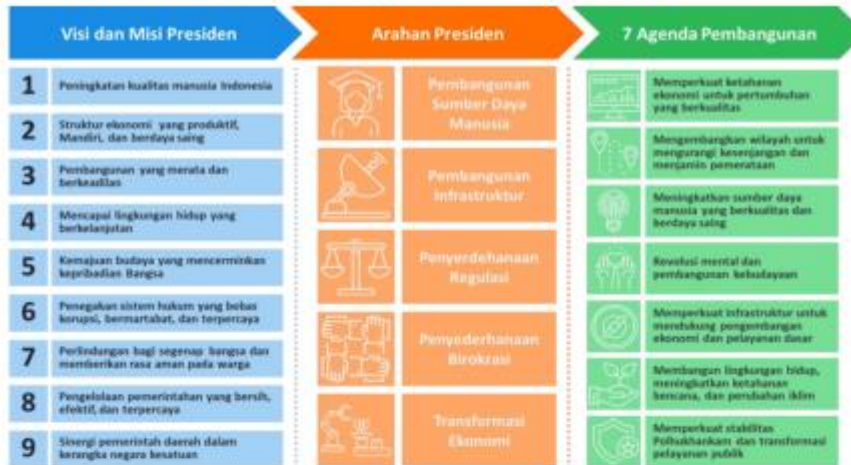 Visi dan Misi Presiden
1
Peningkatan kualitas manusia Indonesia
2
Struktur ekonomi yang produktif,
Mandiri, dan berdaya saing
3
Pembangunan yang merata dan
berkeadilan
4
Mencapai lingkungan hidup yang
berkelanjutan
5
Kemajuan budaya yang mencerminkan
kepribadian Bangsa
6
Penegakan sistem hukum yang bebas
korupsi, bermartabat, dan terpercaya
7
Perlindungan bagi segenap bangsa dan
memberikan rasa aman pada warga
8
Pengelolaan pemerintahan yang bersih,
efektif, dan terpercaya
9
Sinergi pemerintah daerah dalam
kerangka negara kesatuan
Arahan Presiden
Pembangunan
Sumber Daya
Manusia
Pembangunan
Infrastruktur
Penyerdehanaan
Regulasi
Penyederhanaan
Birokrasi
Transformasi
Ekonomi
7 Agenda Pembangunan
Memperkuat ketahanan
ekonomi untuk pertumbuhan
yang berkualitas
Mengembangkan wilayah untuk
mengurangi kesenjangan dan
menjamin pemerataan
Meningkatkan sumber daya
manusia yang berkualitas dan
berdaya saing
Revolusi mental dan
pembangunan kebudayaan
Memperkuat infrastruktur untuk
mendukung pengembangan
ekonomi dan pelayanan dasar
Membangun lingkungan hidup,
meningkatkan ketahanan
bencana, dan perubahan iklim
Memperkuat stabilitas
Polhukhankam dan transformasi
pelayanan publik